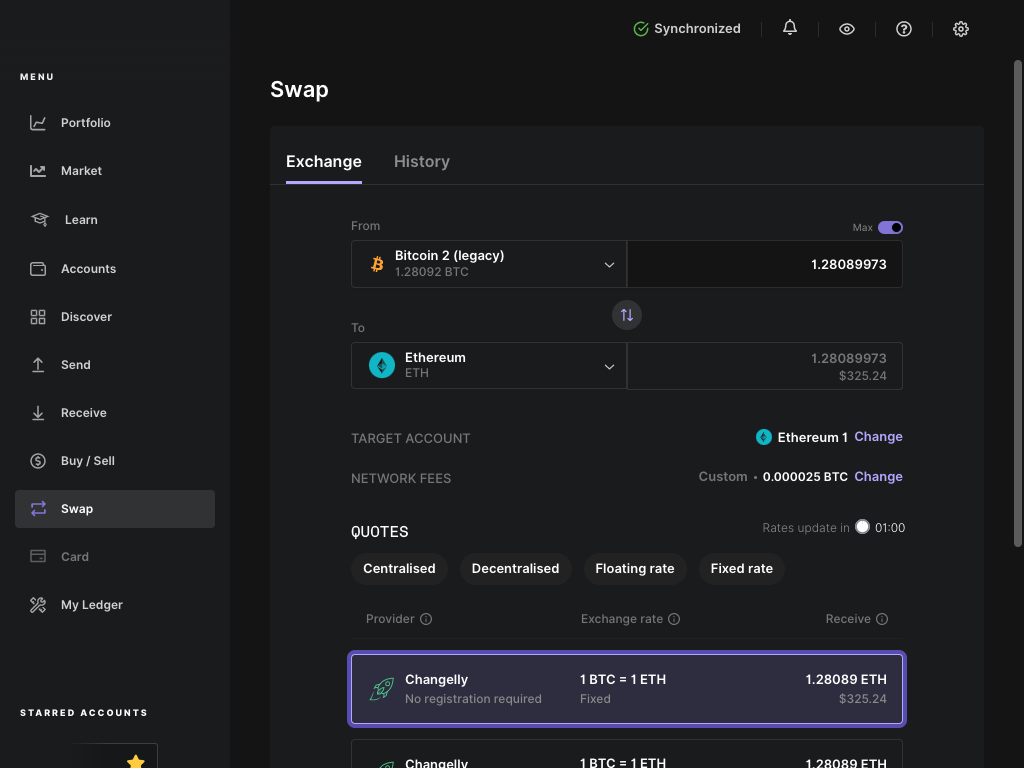 Synchronized
MENU
Portfolio
Market
Learn
Accounts
Discover
Send
Receive
Buy / Sell
Swap
Card
My Ledger
STARRED ACCOUNTS
Swap
Exchange History
From Max
Bitcoin 2 (legacy)
1.28092 BTC
1.28089973
To
Ethereum
ETH
1.28089973
$325.24
TARGET ACCOUNT Ethereum 1 Change
NETWORK FEES Custom • 0.000025 BTC Change
QUOTES Rates update in 01:00
Centralised Decentralised Floating rate Fixed rate
Provider Exchange rate Receive
Changelly 1 BTC = 1 ETH 1.28089 ETH
No registration required Fixed $325.24
Changelly 1 BTC = 1 ETH 1.28089 ETH